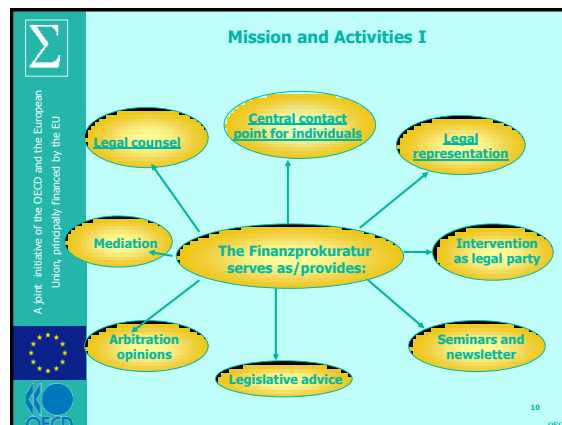 Mission and Activities I
Σ
A joint initiative of the OECD and the European
Union, principally financed by the EU
Central contact
point for individuals
Legal counsel
Legal
representation
Mediation
The Finanzprokuratur
serves as/provides:
Intervention
as legal party
Arbitration
opinions
Legislative advice
Seminars and
newsletter
OECD
10